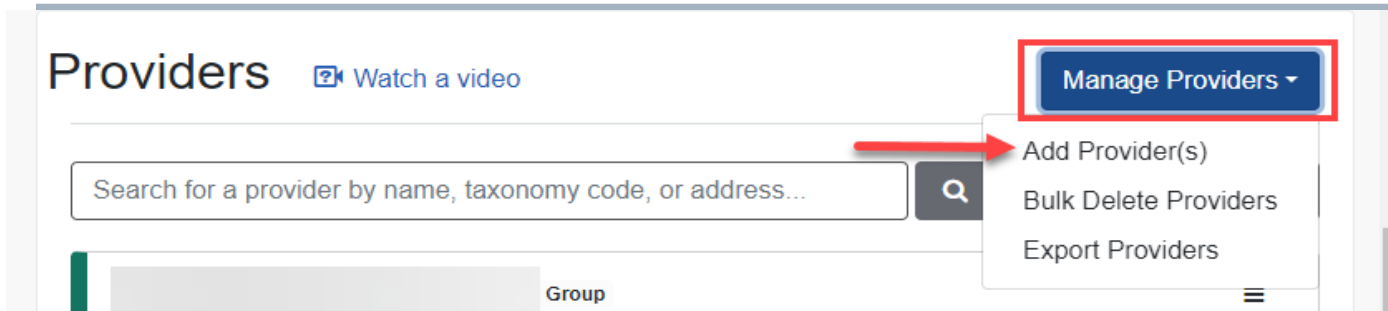 Providers Watch a video Manage Providers
Add Provider(s)
Search for a provider by name, taxonomy code, or address...
Bulk Delete Providers
Export Providers
Group